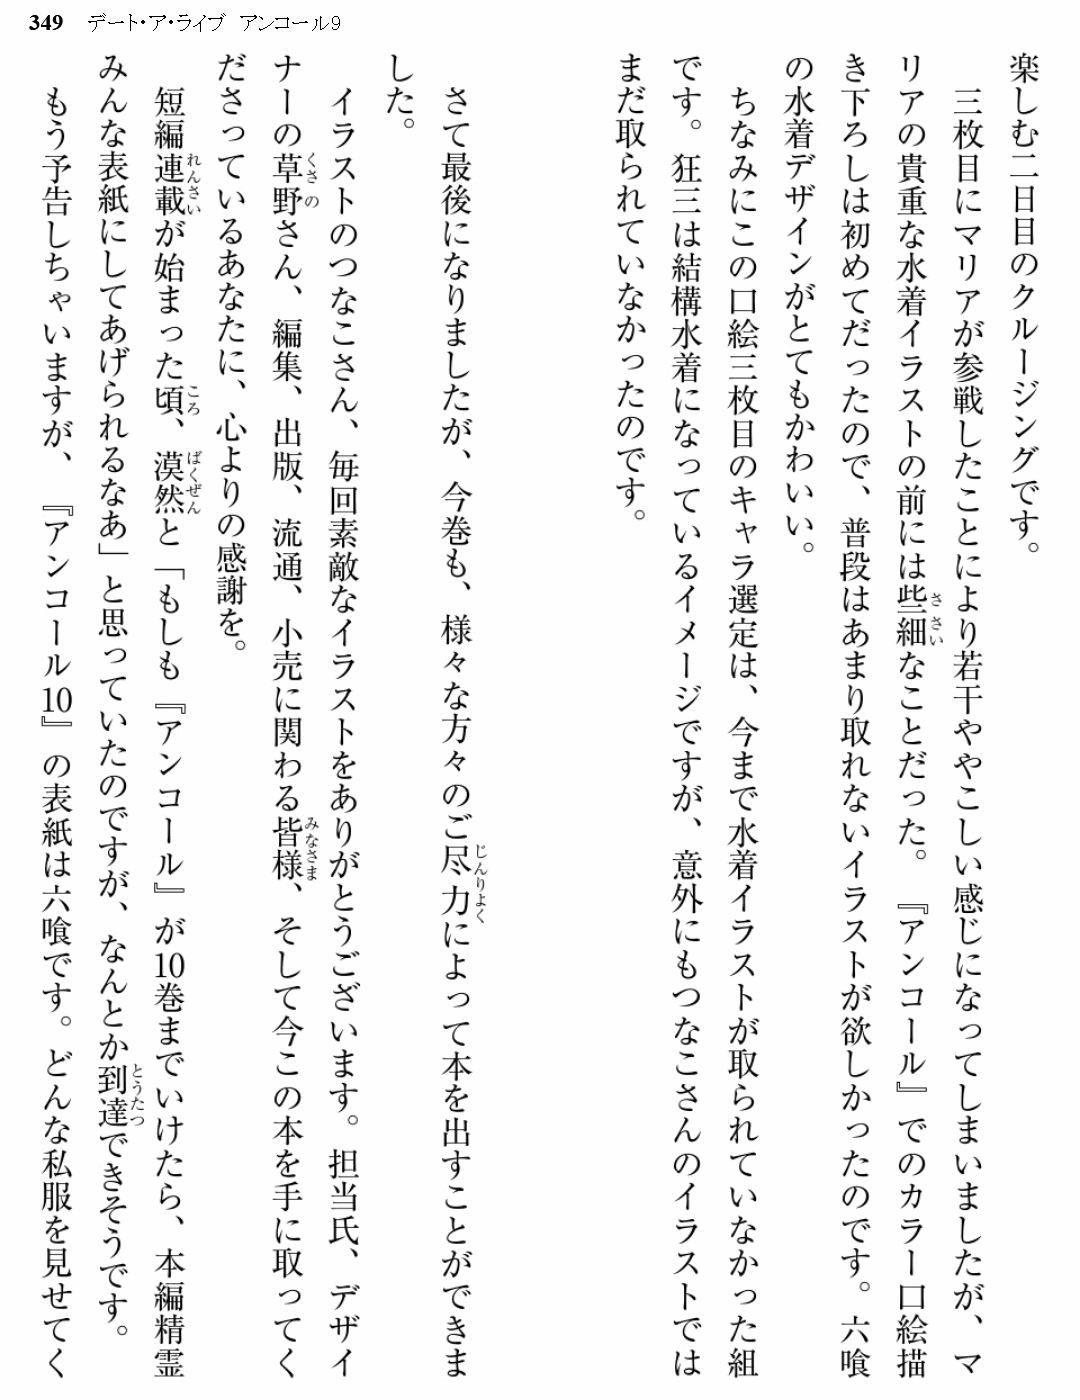 349 デート・ア・ライブ アンコール9
楽しむ二日目のクルージングです。
三枚目にマリアが参戦したことにより若干ややこしい感じになってしまいましたが、マ
リアの貴重な水着イラストの前には些細なことだった。『アンコール』でのカラー口絵描
き下ろしは初めてだったので、普段はあまり取れないイラストが欲しかったのです。六喰
の水着デザインがとてもかわいい。
ちなみにこの口絵三枚目のキャラ選定は、今まで水着イラストが取られていなかった組
です。狂三は結構水着になっているイメージですが、意外にもつなこさんのイラストでは
まだ取られていなかったのです。
さて最後になりましたが、今巻も、様々な方々のご尽力によって本を出すことができま
した。
イラストのつなこさん、毎回素敵なイラストをありがとうございます。担当氏、デザイ
ナーの草野さん、編集、出版、流通、小売に関わる皆様、そして今この本を手に取ってく
ださっているあなたに、心よりの感謝を。
短編連載が始まった頃、漠然と「もしも『アンコール』が10巻までいけたら、本編精霊
みんな表紙にしてあげられるなあ」と思っていたのですが、なんとか到達できそうです。
もう予告しちゃいますが、『アンコール10』の表紙は六喰です。どんな私服を見せてく